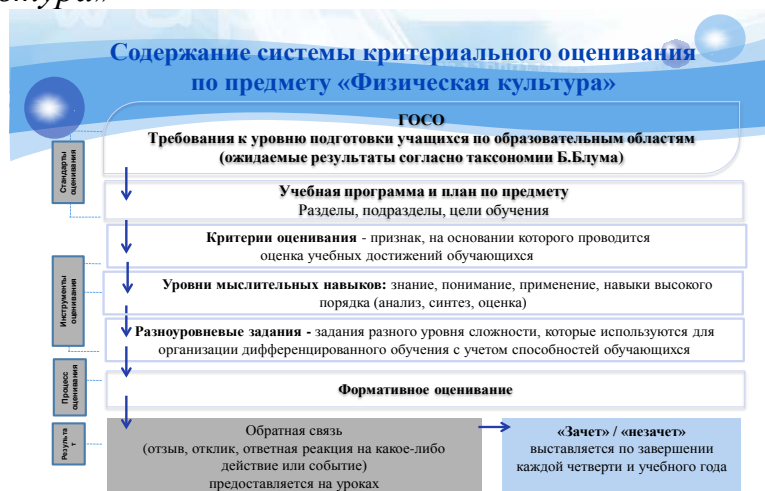 Содержание системы критериального оценивания
по предмету «Физическая культура»
ГОСО
Требования к уровню подготовки учащихся по образовательным областям
(ожидаемые результаты согласно таксономии Б.Блума)
Стандарты
оценивания
Учебная программа и план по предмету
Разделы, подразделы, цели обучения
Критерии оценивания - признак, на основании которого проводится
оценка учебных достижений обучающихся
Инструменты
оценивания
Уровни мыслительных навыков: знание, понимание, применение, навыки высокого
порядка (анализ, синтез, оценка)
Разноуровневые задания - задания разного уровня сложности, которые используются для
организации дифференцированного обучения с учетом способностей обучающихся
Процесс
оценивания
Формативное оценивание
Результа
т
Обратная связь
(отзыв, отклик, ответная реакция на какое-либо
действие или событие)
предоставляется на уроках
«Зачет» / «незачет»
выставляется по завершении
каждой четверти и учебного года